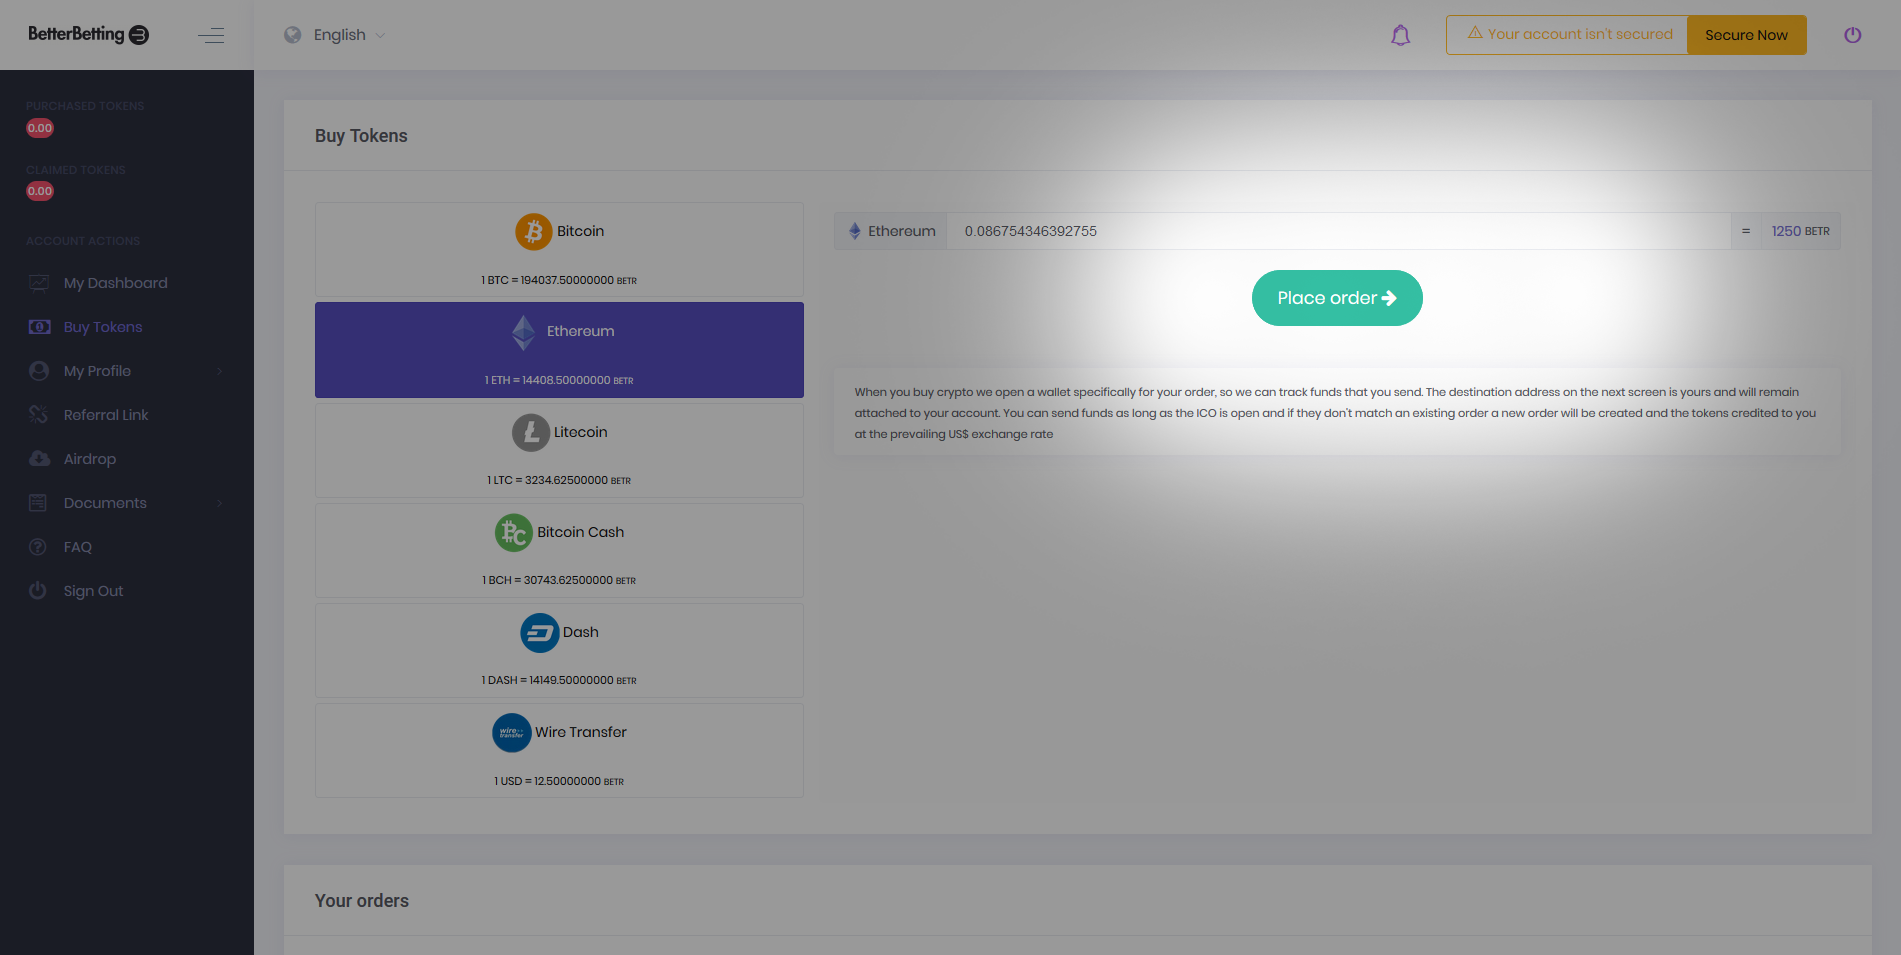 BetterBetting
English
Your account isn't secured
Secure Now
PURCHASED TOKENS
0.00
CLAIMED TOKENS
0.00
ACCOUNT ACTIONS
My Dashboard
Buy Tokens
My Profile
Referral Link
Airdrop
Documents
FAQ
Sign Out
Buy Tokens
Bitcoin
1 BTC = 194037.50000000 BETR
Ethereum
1 ETH = 14408.50000000 BETR
Litecoin
1 LTC = 3234.62500000 BETR
Bitcoin Cash
1 BCH = 30743.62500000 BETR
Dash
1 DASH = 14149.50000000 BETR
wire transfer
Wire Transfer
1 USD = 12.50000000 BETR
Ethereum 0.086754346392755 = 1250 BETR
Place order
When you buy crypto we open a wallet specifically for your order, so we can track funds that you send. The destination address on the next screen is yours and will remain
attached to your account. You can send funds as long as the ICO is open and if they don't match an existing order a new order will be created and the tokens credited to you
at the prevailing US$ exchange rate
Your orders